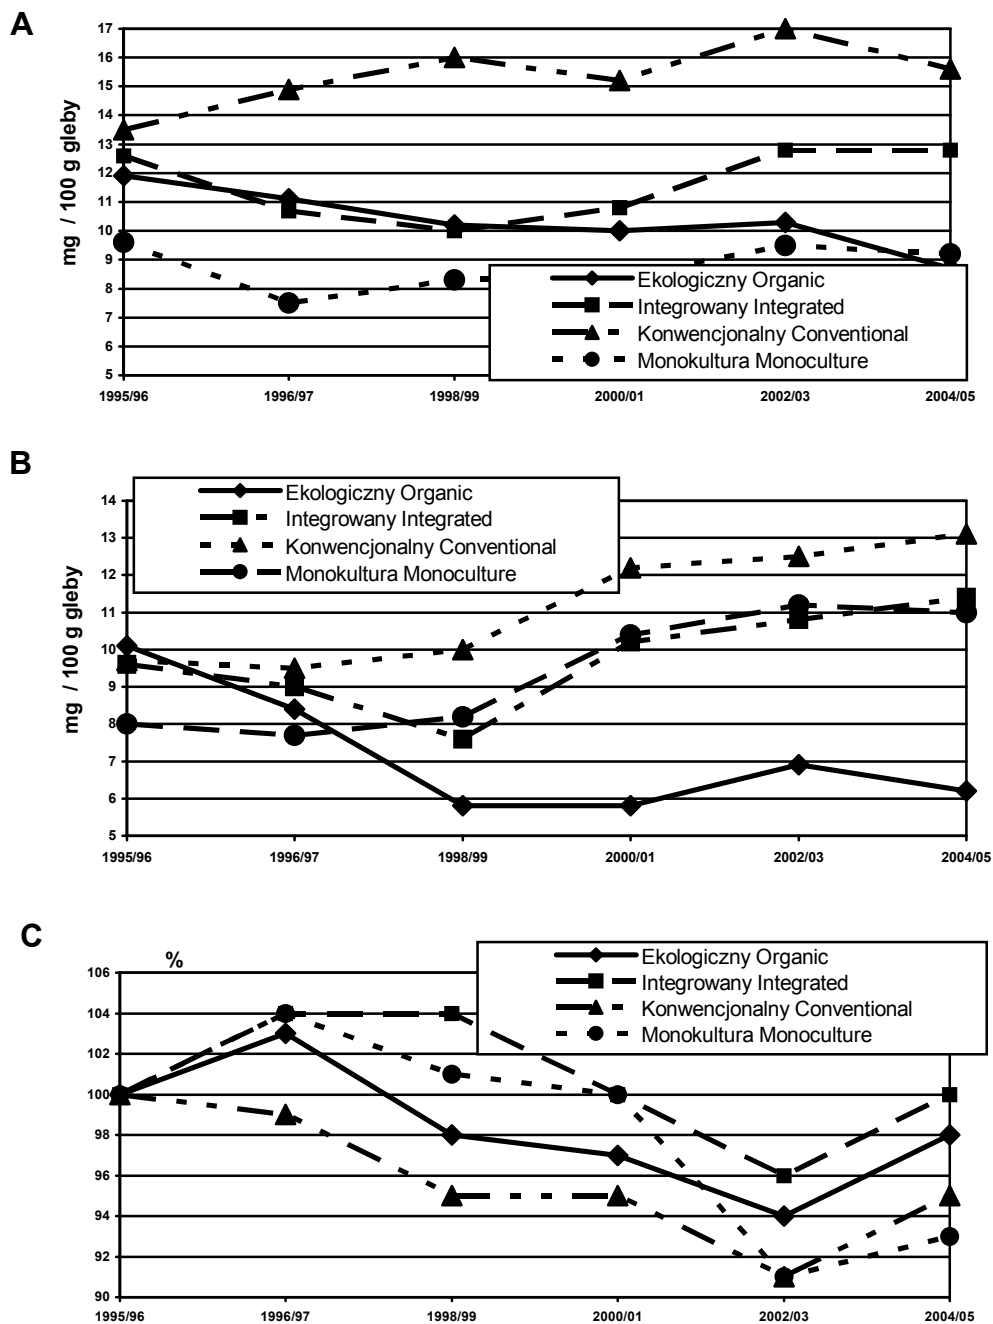 A
17
16
15
14
13
12
11
10
9
8
7
6
5
mg / 100 g gleby
Ekologiczny Organic
Integrowany Integrated
Konwencjonalny Conventional
Monokultura Monoculture
1995/96 1996/97 1998/99 2000/01 2002/03 2004/05
B
14
13
12
11
10
9
8
7
6
5
mg / 100 g gleby
Ekologiczny Organic
Integrowany Integrated
Konwencjonalny Conventional
Monokultura Monoculture
1995/96 1996/97 1998/99 2000/01 2002/03 2004/05
C
%
106
104
102
100
98
96
94
92
90
Ekologiczny Organic
Integrowany Integrated
Konwencjonalny Conventional
Monokultura Monoculture
1995/96 1996/97 1998/99 2000/01 2002/03 2004/05